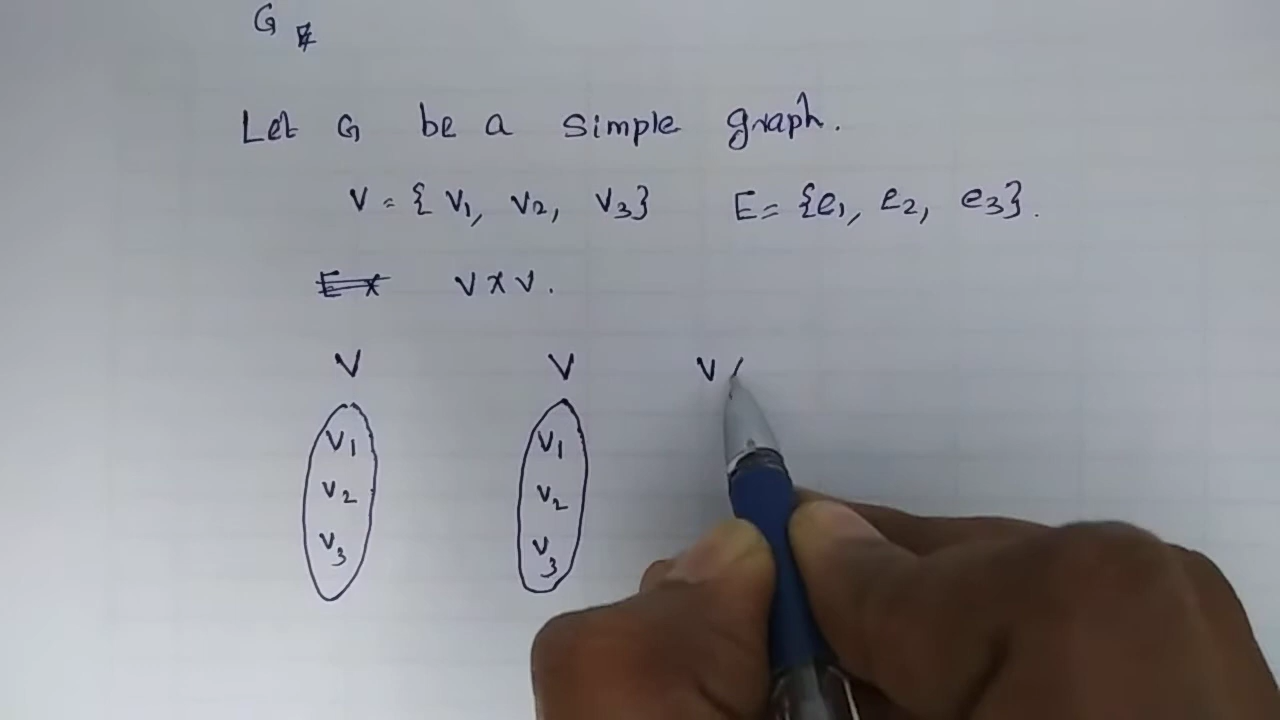 G
Let G be a simple graph.
V = { V1, V2, V3} E = {e1, e2, e3}.
E x V x V.
V V V
V1 V1
V2 V2
V3 V3